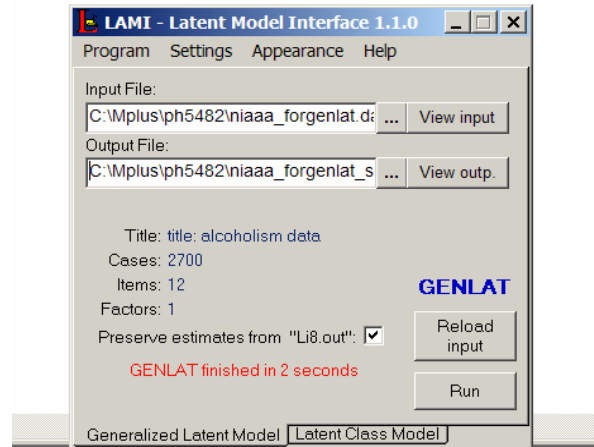 LAMI - Latent Model Interface 1.1.0
Program Settings Appearance Help
Input File:
C:\Mplus\ph5482\niaaa_forgenlat.da ... View input
Output File:
C:\Mplus\ph5482\niaaa_forgenlat_s ... View outp.
Title: title: alcoholism data
Cases: 2700
Items: 12
GENLAT
Factors: 1
Preserve estimates from "Li8.out":
Reload input
GENLAT finished in 2 seconds
Run
Generalized Latent Model Latent Class Model